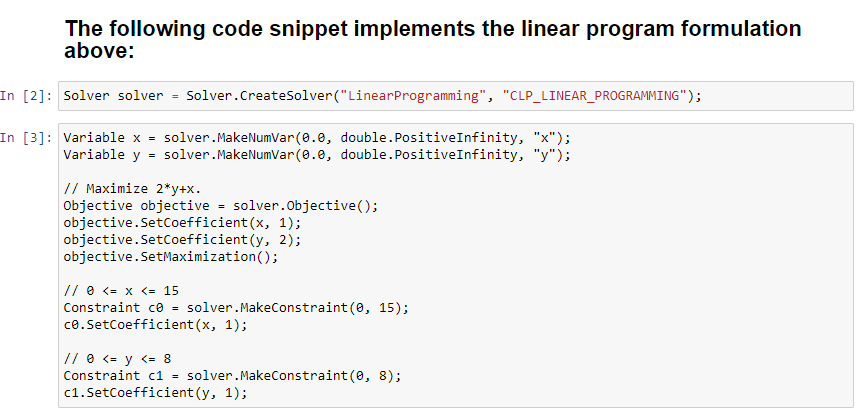 The following code snippet implements the linear program formulation
above:
In [2]: Solver solver = Solver.CreateSolver("LinearProgramming", "CLP_LINEAR_PROGRAMMING");
In [3]: Variable x = solver.MakeNumVar(0.0, double.PositiveInfinity, "x");
Variable y = solver.MakeNumVar(0.0, double.PositiveInfinity, "y");
// Maximize 2*y+x.
Objective objective = solver.Objective();
objective.SetCoefficient(x, 1);
objective.SetCoefficient(y, 2);
objective.SetMaximization();
// 0 <= x <= 15
Constraint c0 = solver.MakeConstraint(0, 15);
c0.SetCoefficient(x, 1);
// 0 <= y <= 8
Constraint c1 = solver.MakeConstraint(0, 8);
c1.SetCoefficient(y, 1);